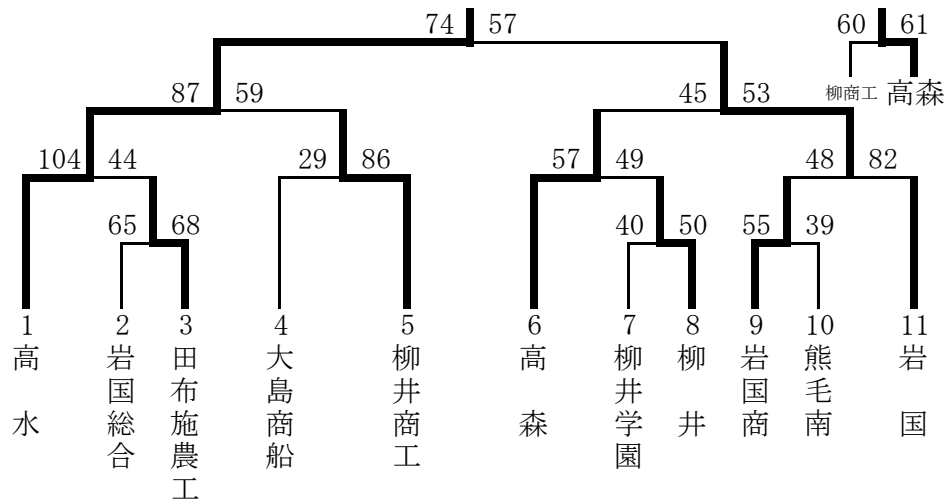 74 57
60 61
柳商工 高森
87 59
45 53
104 44
29 86
57 49
48 82
65 68
40 50
55 39
1 高水
2 岩国総合
3 田布施農工
4 大島商船
5 柳井商工
6 高森
7 柳井学園
8 柳井
9 岩国商
10 熊毛南
11 岩国